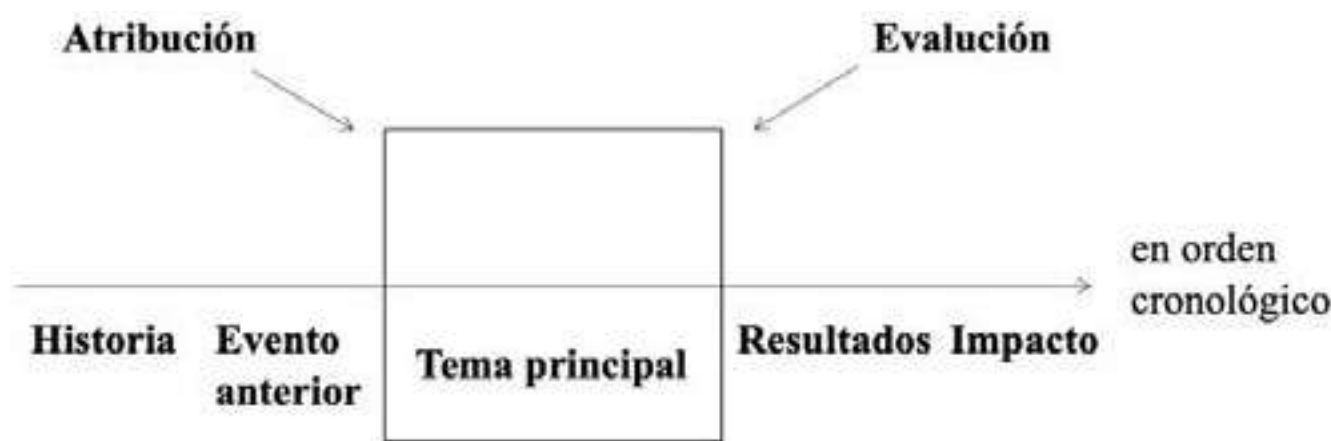 Atribución
Evalución
en orden
cronológico
Historia
Evento
anterior
Tema principal
Resultados
Impacto